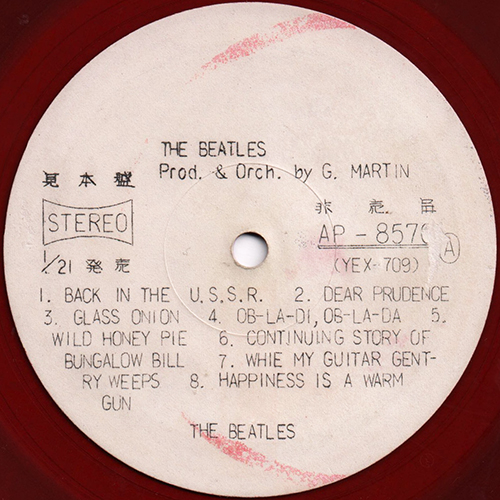 THE BEATLES
Prod. & Orch. by G. MARTIN
見本盤
非売品
STEREO
AP - 8570
A
1/21 発売
(YEX-709)
1. BACK IN THE U.S.S.R. 2. DEAR PRUDENCE
3. GLASS ONION 4. OB-LA-DI, OB-LA-DA 5.
WILD HONEY PIE 6. CONTINUING STORY OF
BUNGALOW BILL 7. WHIE MY GUITAR GENT-
RY WEEPS 8. HAPPINESS IS A WARM
GUN
THE BEATLES